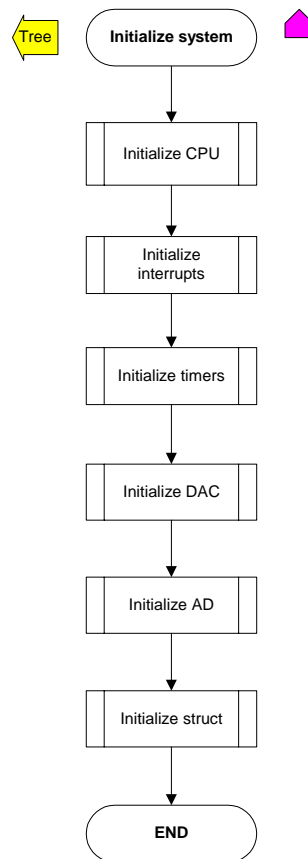 Tree
Initialize system
Initialize CPU
Initialize
interrupts
Initialize timers
Initialize DAC
Initialize AD
Initialize struct
END